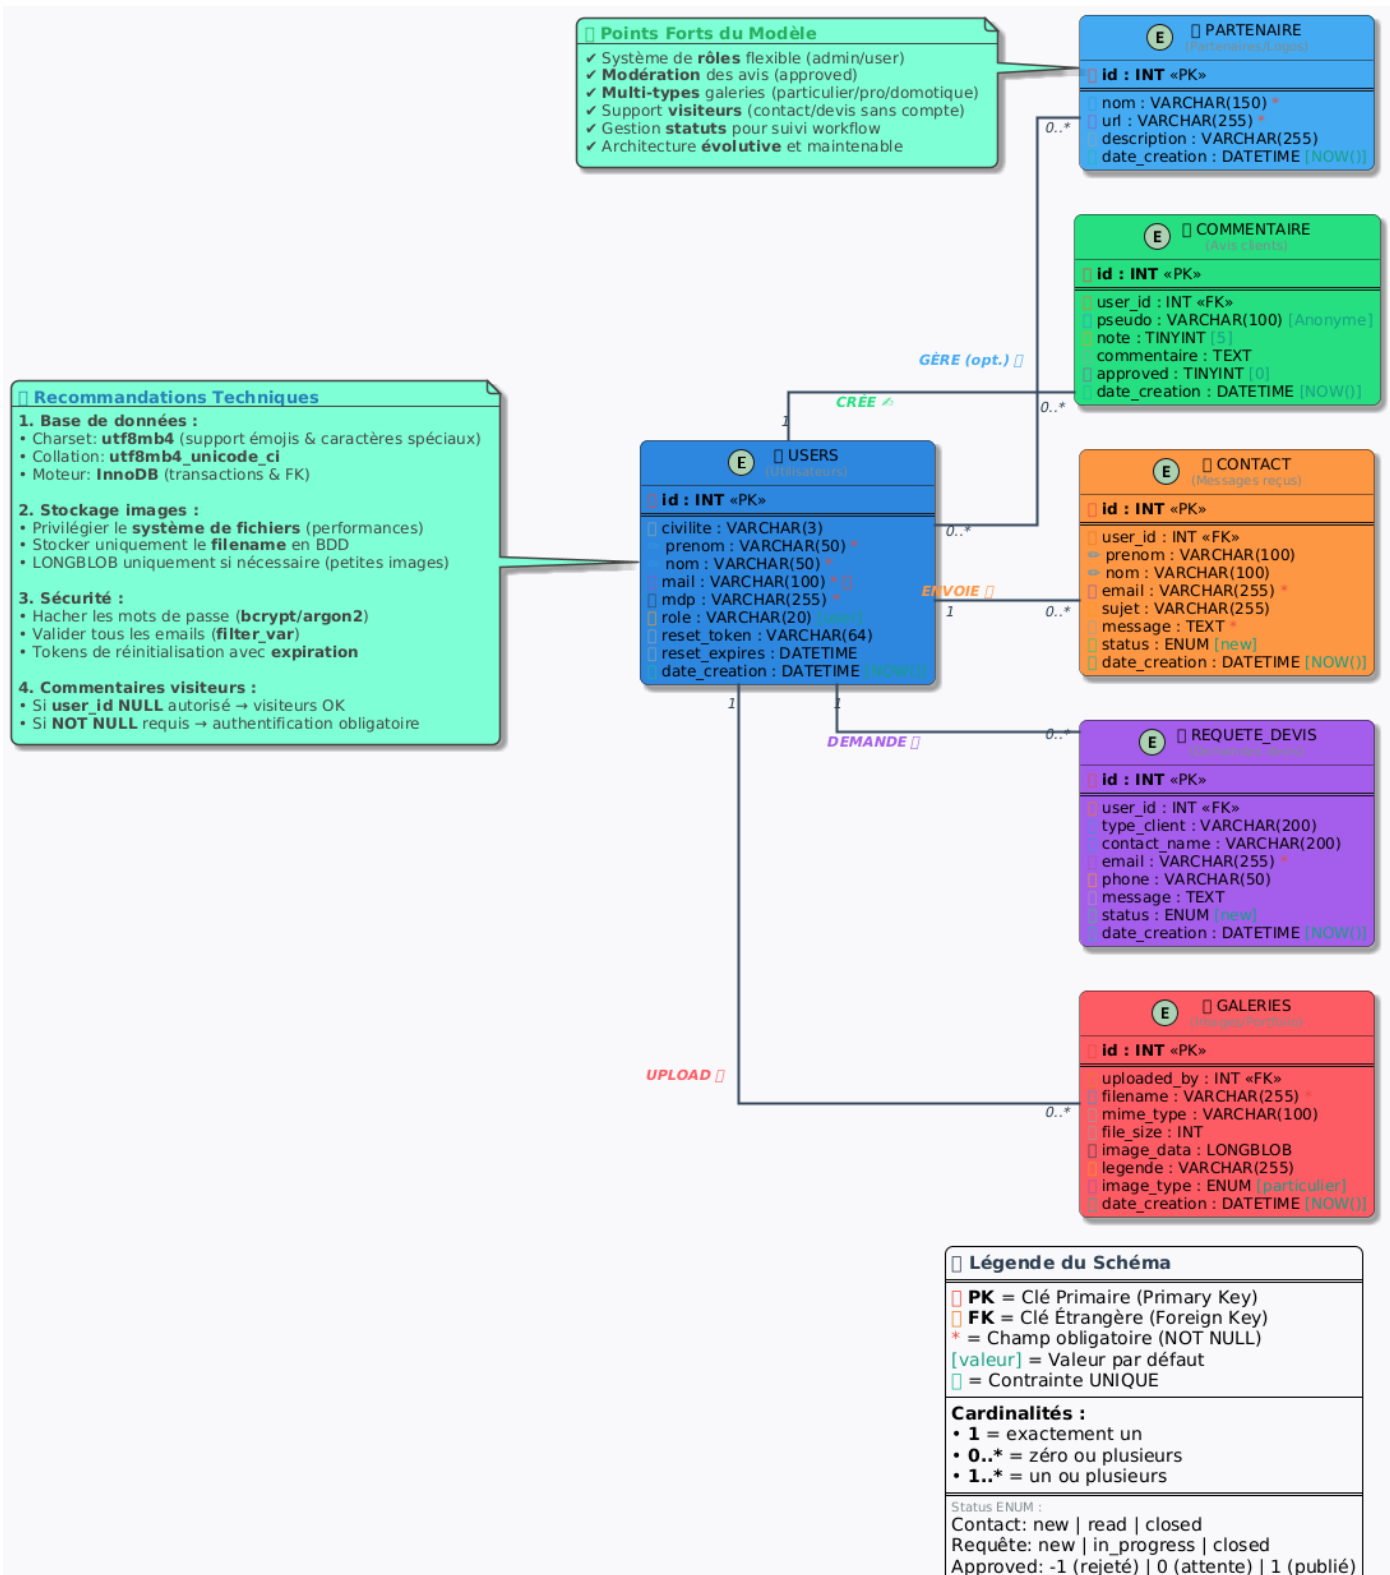 Points Forts du Modèle
✔ Système de rôles flexible (admin/user)
✔ Modération des avis (approved)
✔ Multi-types galeries (particulier/pro/domotique)
✔ Support visiteurs (contact/devis sans compte)
✔ Gestion statuts pour suivi workflow
✔ Architecture évolutive et maintenable
E PARTENAIRE
(Partenaires/Logos)
id : INT «PK»
nom : VARCHAR(150) *
url : VARCHAR(255) *
description : VARCHAR(255)
date_creation : DATETIME [NOW()]
0..*
E COMMENTAIRE
(Avis clients)
id : INT «PK»
user_id : INT «FK»
pseudo : VARCHAR(100) [Anonyme]
note : TINYINT [5]
commentaire : TEXT
approved : TINYINT [0]
date_creation : DATETIME [NOW()]
GÈRE (opt.)
CRÉE ✍
0..*
1
Recommandations Techniques
1. Base de données :
• Charset: utf8mb4 (support émojis & caractères spéciaux)
• Collation: utf8mb4_unicode_ci
• Moteur: InnoDB (transactions & FK)
2. Stockage images :
• Privilégier le système de fichiers (performances)
• Stocker uniquement le filename en BDD
• LONGBLOB uniquement si nécessaire (petites images)
3. Sécurité :
• Hacher les mots de passe (bcrypt/argon2)
• Valider tous les emails (filter_var)
• Tokens de réinitialisation avec expiration
4. Commentaires visiteurs :
• Si user_id NULL autorisé → visiteurs OK
• Si NOT NULL requis → authentification obligatoire
E USERS
(Utilisateurs)
id : INT «PK»
civilite : VARCHAR(3)
prenom : VARCHAR(50) *
nom : VARCHAR(50) *
mail : VARCHAR(100) *
mdp : VARCHAR(255) *
role : VARCHAR(20) [user]
reset_token : VARCHAR(64)
reset_expires : DATETIME
date_creation : DATETIME [NOW()]
0..*
ENVOIE
1
0..*
E CONTACT
(Messages reçus)
id : INT «PK»
user_id : INT «FK»
✏ prenom : VARCHAR(100)
✏ nom : VARCHAR(100)
email : VARCHAR(255) *
sujet : VARCHAR(255)
message : TEXT *
status : ENUM [new]
date_creation : DATETIME [NOW()]
1
1
DEMANDE
0..*
E REQUETE_DEVIS
id : INT «PK»
user_id : INT «FK»
type_client : VARCHAR(200)
contact_name : VARCHAR(200)
email : VARCHAR(255) *
phone : VARCHAR(50)
message : TEXT
status : ENUM [new]
date_creation : DATETIME [NOW()]
UPLOAD
0..*
E GALERIES
(Images/Portfolio)
id : INT «PK»
uploaded_by : INT «FK»
filename : VARCHAR(255) *
mime_type : VARCHAR(100)
file_size : INT
image_data : LONGBLOB
legende : VARCHAR(255)
image_type : ENUM [particulier]
date_creation : DATETIME [NOW()]
Légende du Schéma
PK = Clé Primaire (Primary Key)
FK = Clé Étrangère (Foreign Key)
* = Champ obligatoire (NOT NULL)
[valeur] = Valeur par défaut
= Contrainte UNIQUE
Cardinalités :
• 1 = exactement un
• 0..* = zéro ou plusieurs
• 1..* = un ou plusieurs
Status ENUM :
Contact: new | read | closed
Requête: new | in_progress | closed
Approved: -1 (rejeté) | 0 (attente) | 1 (publié)